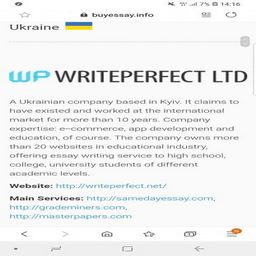 7% 14:16
buyessay.info
Ukraine
WP WRITEPERFECT LTD
A Ukrainian company based in Kyiv. It claims to
have existed and worked at the international
market for more than 10 years. Company
expertise: e-commerce, app development and
education, of course. The company owns more
than 20 websites in educational industry,
offering essay writing service to high school,
college, university students of different
academic levels.
Website: http://writeperfect.net/
Main Services: http://samedayessay.com,
http://grademiners.com,
http://masterpapers.com